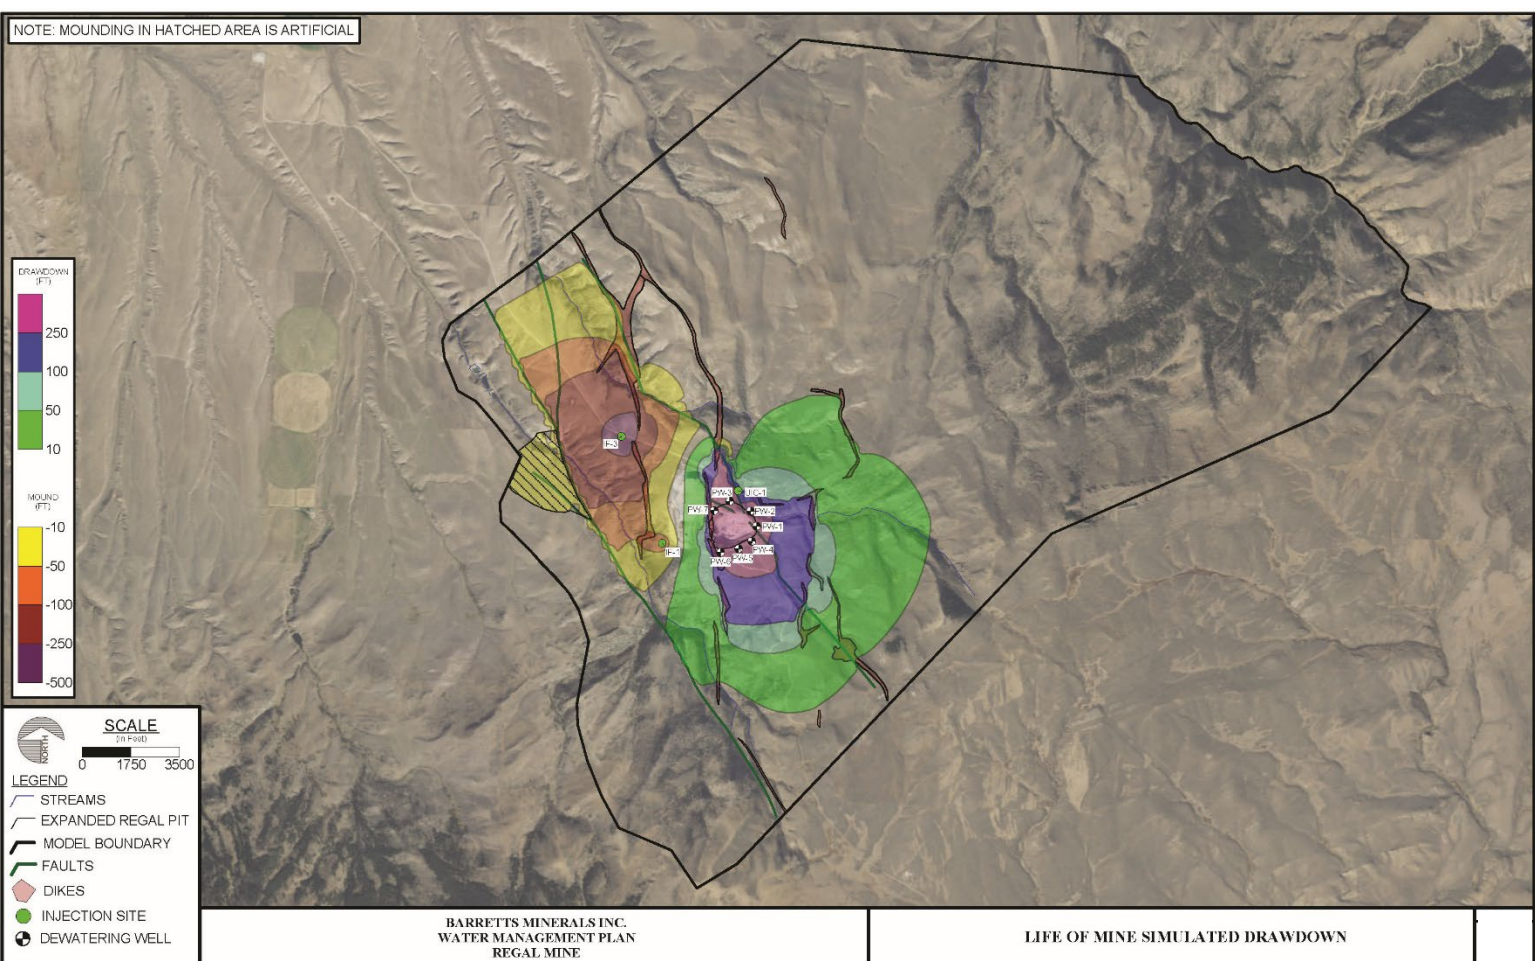 NOTE: MOUNDING IN HATCHED AREA IS ARTIFICIAL
DRAWDOWN
(FT)
250
100
50
10
MOUND
(FT)
-10
-50
-100
-250
-500
IF-3
IF-1
UIC-1
PW-3
PW-2
PW-7
PW-1
PW-4
PW-5
PW-6
NORTH
SCALE
(In Feet)
0 1750 3500
LEGEND
STREAMS
EXPANDED REGAL PIT
MODEL BOUNDARY
FAULTS
DIKES
INJECTION SITE
DEWATERING WELL
BARRETTS MINERALS INC.
WATER MANAGEMENT PLAN
REGAL MINE
LIFE OF MINE SIMULATED DRAWDOWN